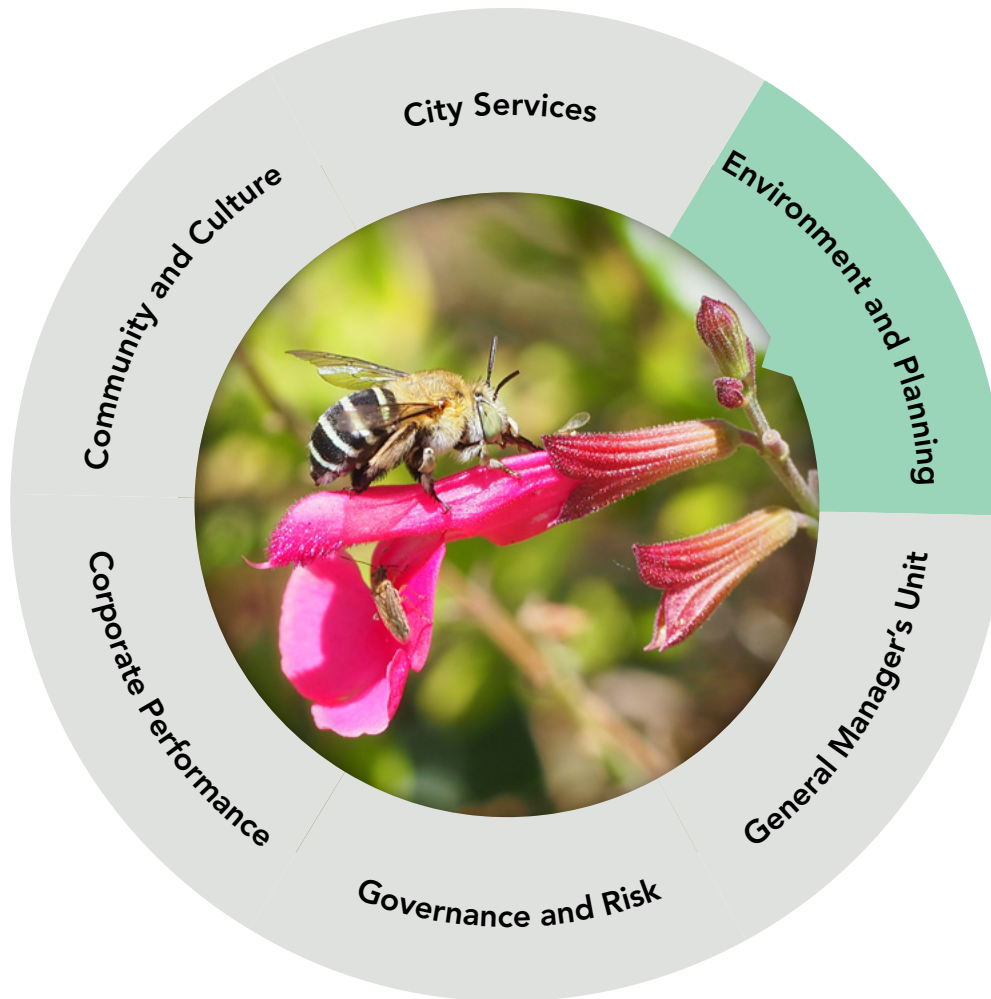 City Services
Environment and Planning
General Manager’s Unit
Governance and Risk
Corporate Performance
Community and Culture